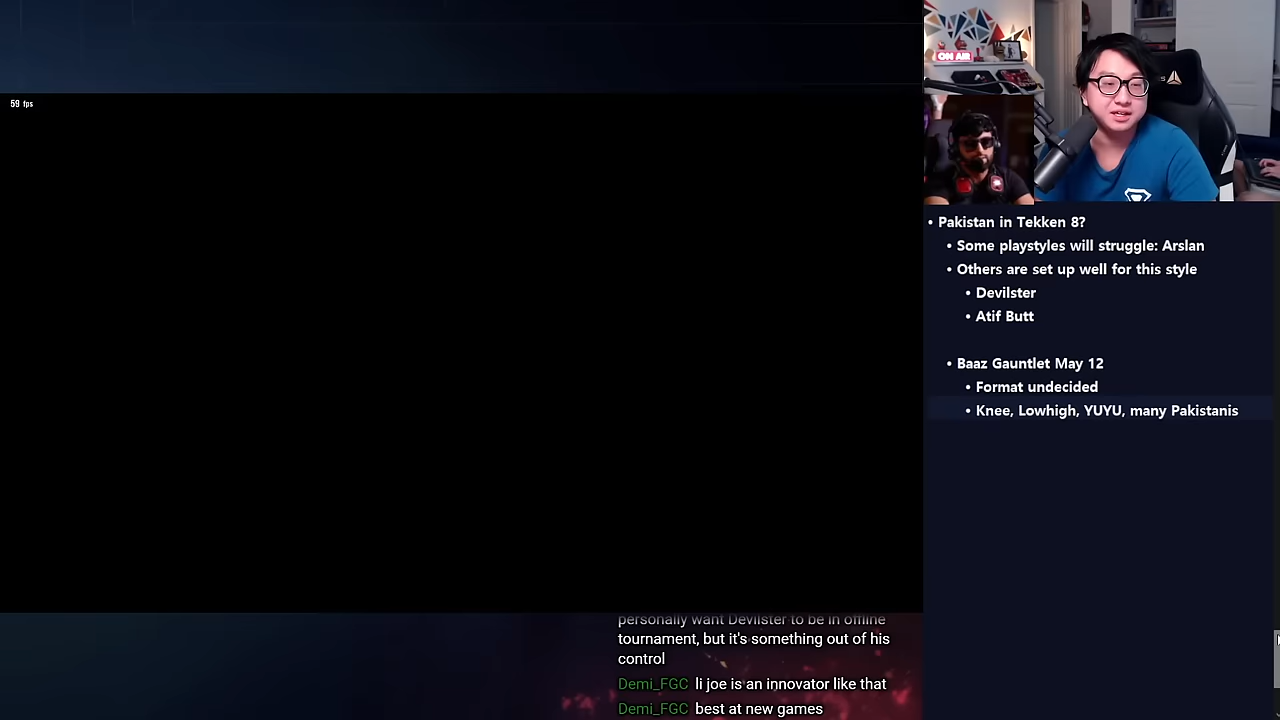 59 fps
ON AIR
• Pakistan in Tekken 8?
• Some playstyles will struggle: Arslan
• Others are set up well for this style
• Devilster
• Atif Butt
• Baaz Gauntlet May 12
• Format undecided
• Knee, Lowhigh, YUYU, many Pakistanis
personally want Devilster to be in offline
tournament, but it's something out of his
control
Demi_FGC li joe is an innovator like that
Demi_FGC best at new games